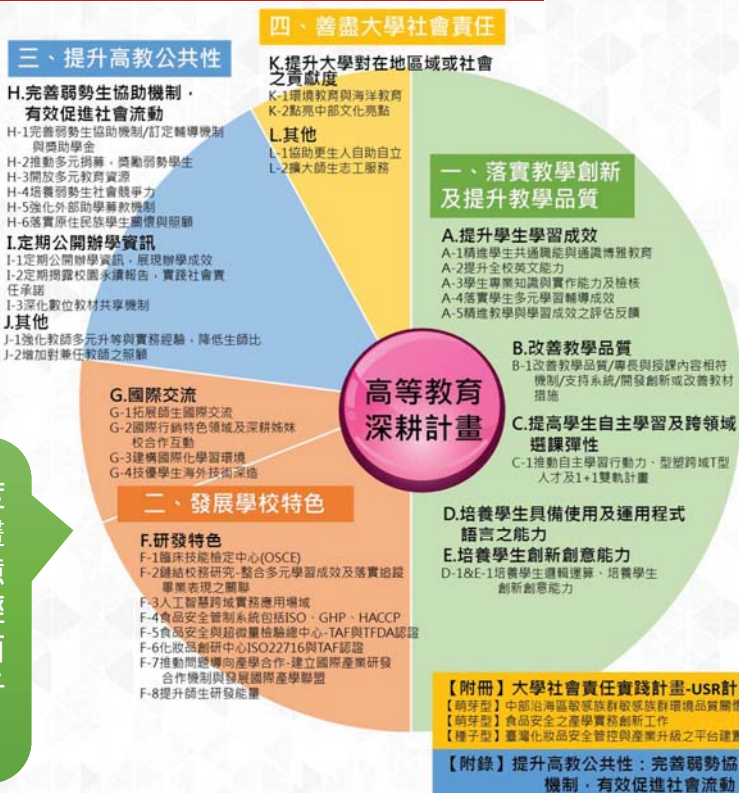 四、善盡大學社會責任
K.提升大學對在地區域或社會
之貢獻度
K-1環境教育與海洋教育
K-2點亮中部文化亮點
L.其他
L-1協助更生人自助自立
L-2擴大師生志工服務
三、提升高教公共性
H.完善弱勢生協助機制，
有效促進社會流動
H-1完善弱勢生協助機制/訂定輔導機制
與獎助學金
H-2推動多元捐募，獎勵弱勢學生
H-3開放多元教育資源
H-4培養弱勢生社會競爭力
H-5強化外部助學募款機制
H-6落實原住民族學生關懷與照顧
I.定期公開辦學資訊
I-1定期公開辦學資訊，展現辦學成效
I-2定期揭露校園永續報告，實踐社會責
任承諾
I-3深化數位教材共享機制
J.其他
J-1強化教師多元升等與實務經驗，降低生師比
J-2增加對兼任教師之照顧
一、落實教學創新
及提升教學品質
A.提升學生學習成效
A-1精進學生共通職能與通識博雅教育
A-2提升全校英文能力
A-3學生專業知識與實作能力及檢核
A-4落實學生多元學習輔導成效
A-5精進教學與學習成效之評估反饋
B.改善教學品質
B-1改善教學品質/專長與授課內容相符
機制/支持系統/開發創新或改善教材
措施
C.提高學生自主學習及跨領域
選課彈性
C-1推動自主學習行動力、型塑跨域T型
人才及1+1雙軌計畫
D.培養學生具備使用及運用程式
語言之能力
E.培養學生創新創意能力
D-1&E-1培養學生邏輯運算、培養學生
創新創意能力
高等教育
深耕計畫
G.國際交流
G-1拓展師生國際交流
G-2國際行銷特色領域及深耕姊妹
校合作互動
G-3建構國際化學習環境
G-4技優學生海外技術深造
二、發展學校特色
F.研發特色
F-1臨床技能檢定中心(OSCE)
F-2鏈結校務研究-整合多元學習成效及落實追蹤
畢業表現之關聯
F-3人工智慧跨域實務應用場域
F-4食品安全管制系統包括ISO、GHP、HACCP
F-5食品安全與超微量檢驗總中心-TAF與TFDA認證
F-6化妝品創研中心ISO22716與TAF認證
F-7推動問題導向產學合作-建立國際產業研發
合作機制與發展國際產學聯盟
F-8提升師生研發能量
【附冊】大學社會責任實踐計畫-USR計
【萌芽型】中部沿海區敏感族群敏感族群環境品質關懷
【萌芽型】食品安全之產學實務創新工作
【種子型】臺灣化妝品安全管控與產業升級之平台建置
【附錄】提升高教公共性：完善弱勢協
機制，有效促進社會流動